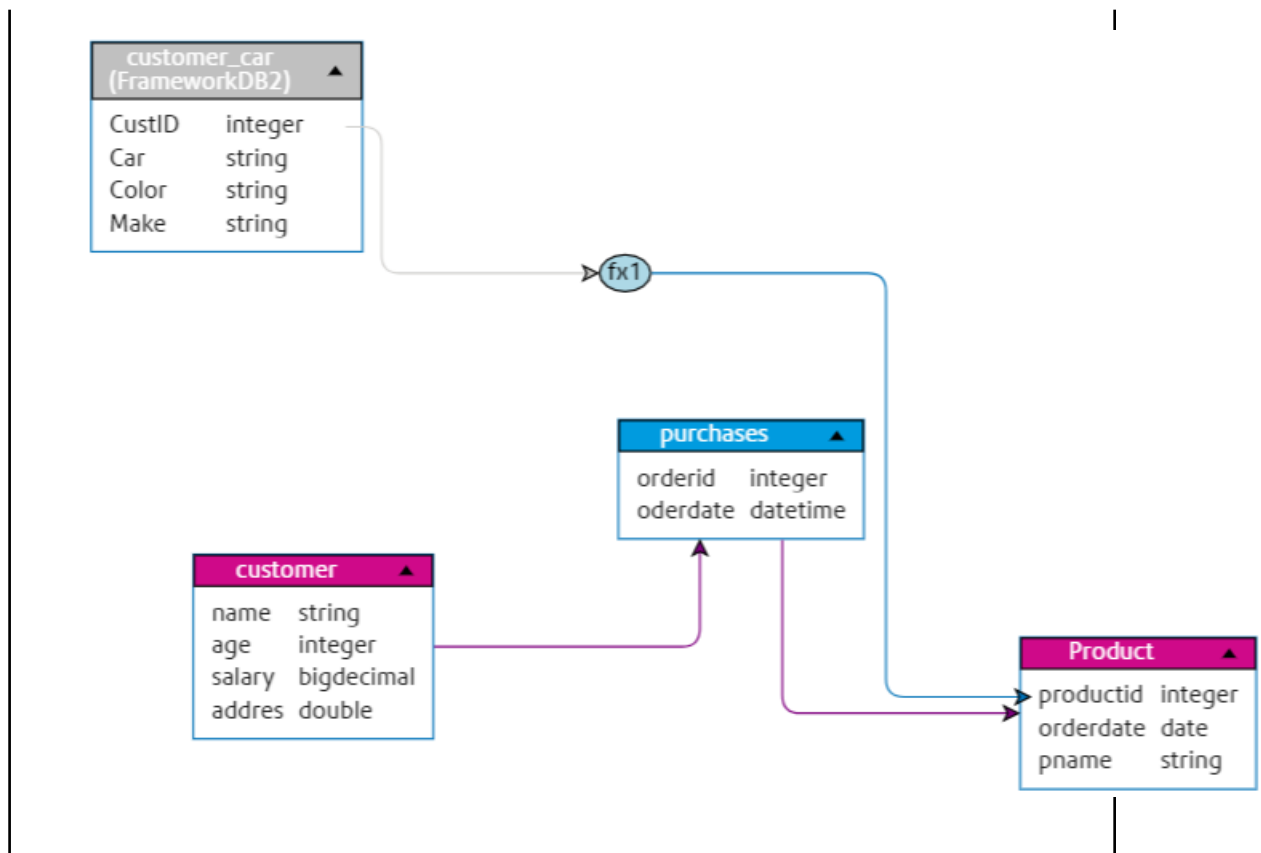 customer_car
(FrameworkDB2)
CustID integer
Car string
Color string
Make string
fx1
purchases
orderid integer
oderdate datetime
customer
name string
age integer
salary bigdecimal
addres double
Product
productid integer
orderdate date
pname string